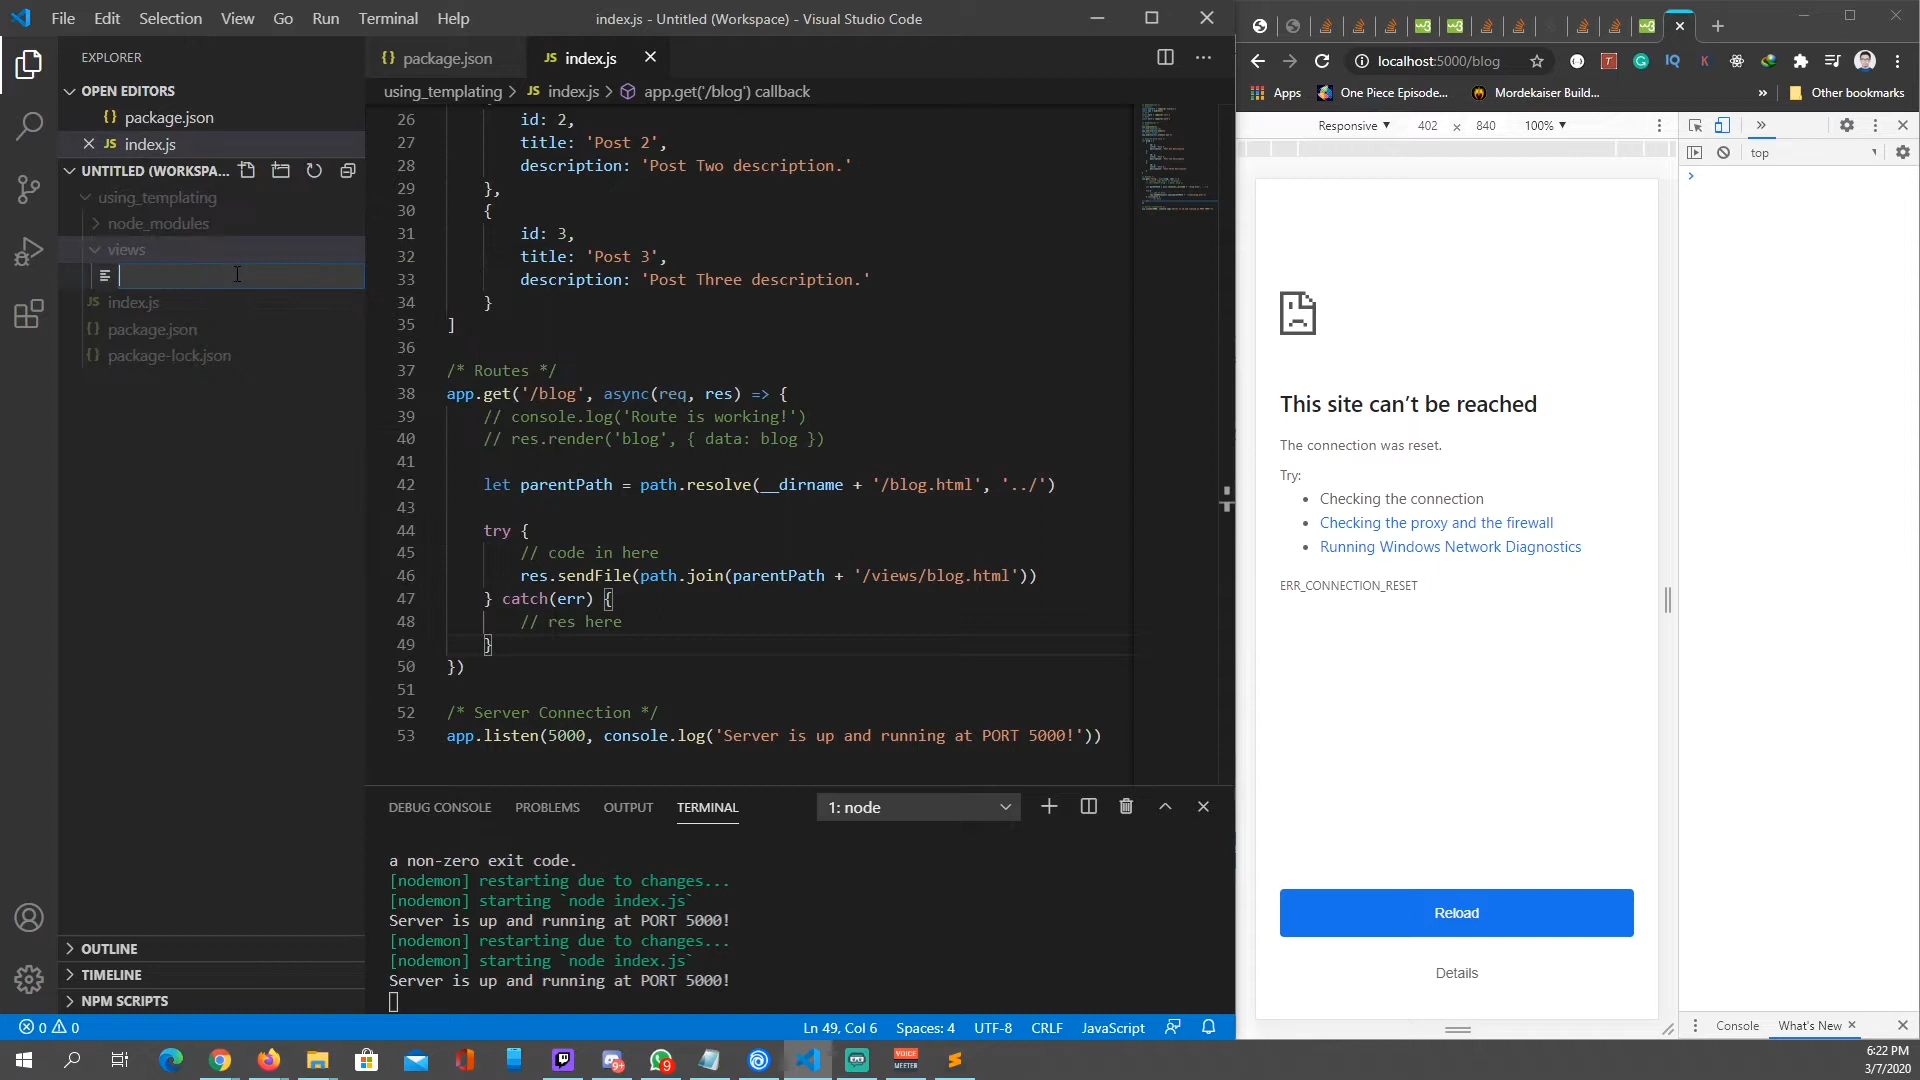 File Edit Selection View Go Run Terminal Help
index.js - Untitled (Workspace) - Visual Studio Code
EXPLORER
OPEN EDITORS
{} package.json
JS index.js
UNTITLED (WORKSPA...
using_templating
node_modules
views
JS index.js
{} package.json
{} package-lock.json
OUTLINE
TIMELINE
NPM SCRIPTS
{} package.json JS index.js
using_templating > JS index.js > app.get('/blog') callback
26 id: 2,
27 title: 'Post 2',
28 description: 'Post Two description.'
29 },
30 {
31 id: 3,
32 title: 'Post 3',
33 description: 'Post Three description.'
34 }
35 ]
36
37 /* Routes */
38 app.get('/blog', async(req, res) => {
39 // console.log('Route is working!')
40 // res.render('blog', { data: blog })
41
42 let parentPath = path.resolve(__dirname + '/blog.html', '../')
43
44 try {
45 // code in here
46 res.sendFile(path.join(parentPath + '/views/blog.html'))
47 } catch(err) {
48 // res here
49 }
50 })
51
52 /* Server Connection */
53 app.listen(5000, console.log('Server is up and running at PORT 5000!'))
DEBUG CONSOLE PROBLEMS OUTPUT TERMINAL 1: node
a non-zero exit code.
[nodemon] restarting due to changes...
[nodemon] starting `node index.js`
Server is up and running at PORT 5000!
[nodemon] restarting due to changes...
[nodemon] starting `node index.js`
Server is up and running at PORT 5000!
0 0 Ln 49, Col 6 Spaces: 4 UTF-8 CRLF JavaScript
localhost:5000/blog
Apps One Piece Episode... Mordekaiser Build... » Other bookmarks
Responsive 402 × 840 100%
top
This site can't be reached
The connection was reset.
Try:
Checking the connection
Checking the proxy and the firewall
Running Windows Network Diagnostics
ERR_CONNECTION_RESET
Reload
Details
Console What's New
6:22 PM
3/7/2020